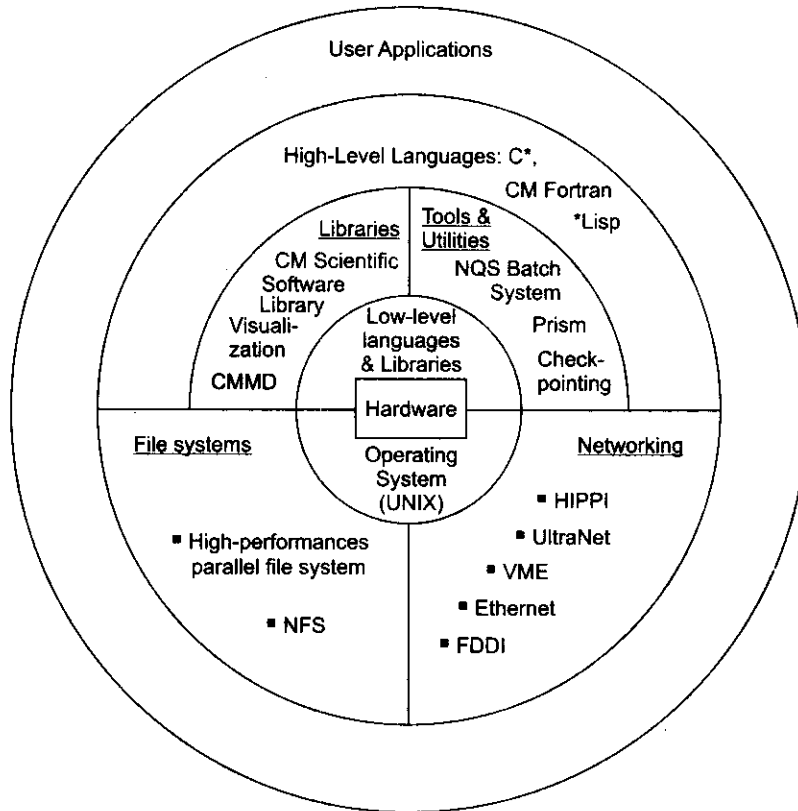 User Applications
High-Level Languages: C*,
CM Fortran
*Lisp
Libraries
CM Scientific
Software
Library
Visuali-
zation
CMMD
Tools &
Utilities
NQS Batch
System
Prism
Check-
pointing
Low-level
languages
& Libraries
Hardware
Operating
System
(UNIX)
File systems
■ High-performances
parallel file system
■ NFS
Networking
■ HIPPI
■ UltraNet
■ VME
■ Ethernet
■ FDDI